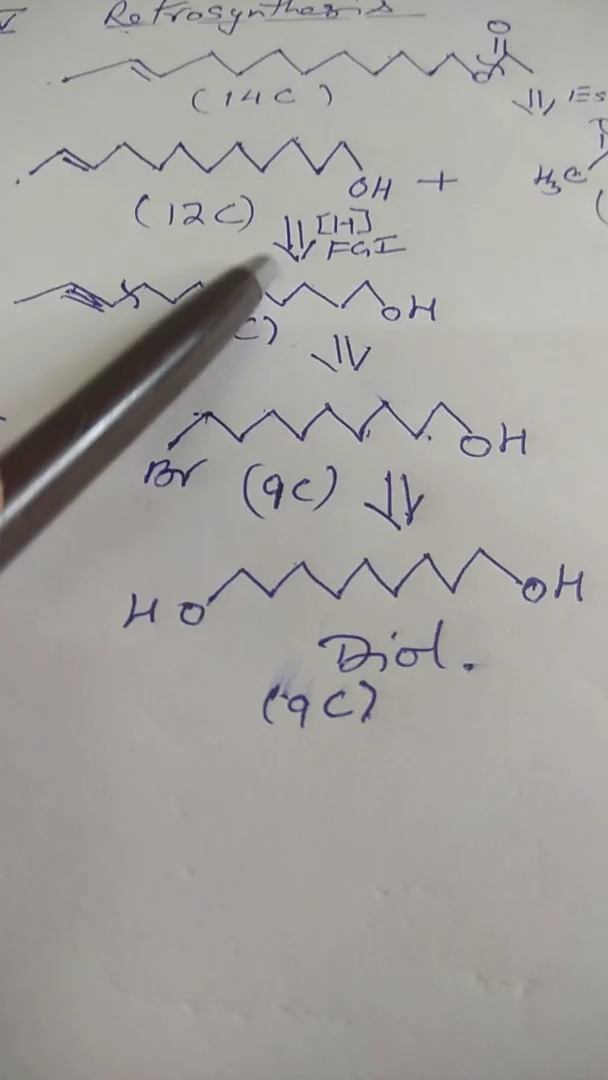 V Retrosynthesis
O
O
(14C)
Es
OH +
H3C
(12C)
[H]
FGI
OH
C)
OH
Br (9C)
HO OH
Diol.
(9C)